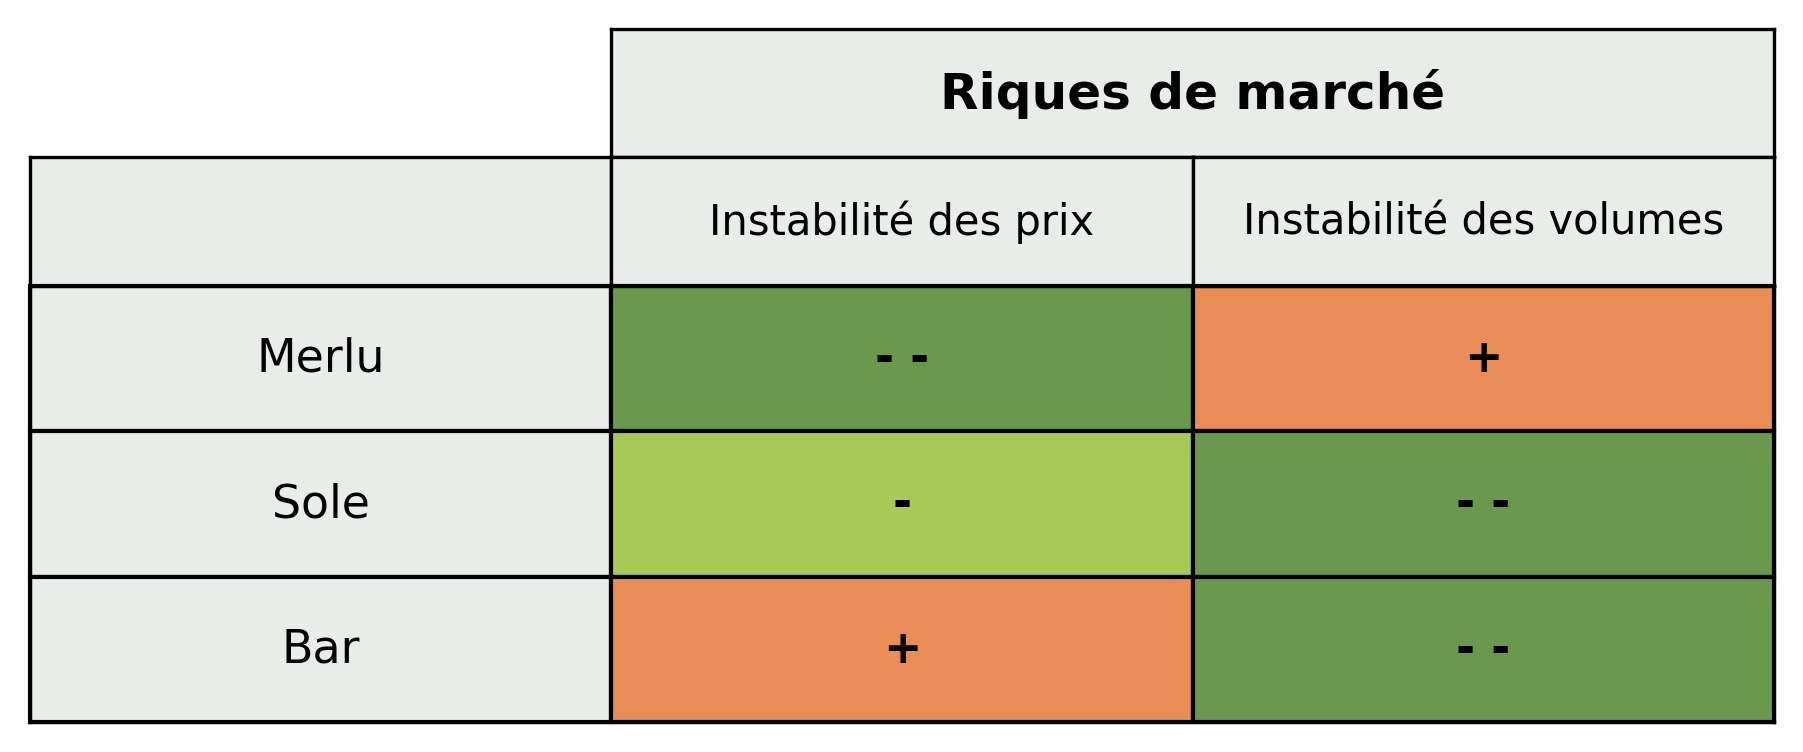 Riques de marché
Instabilité des prix Instabilité des volumes
Merlu - - +
Sole - - -
Bar + - -